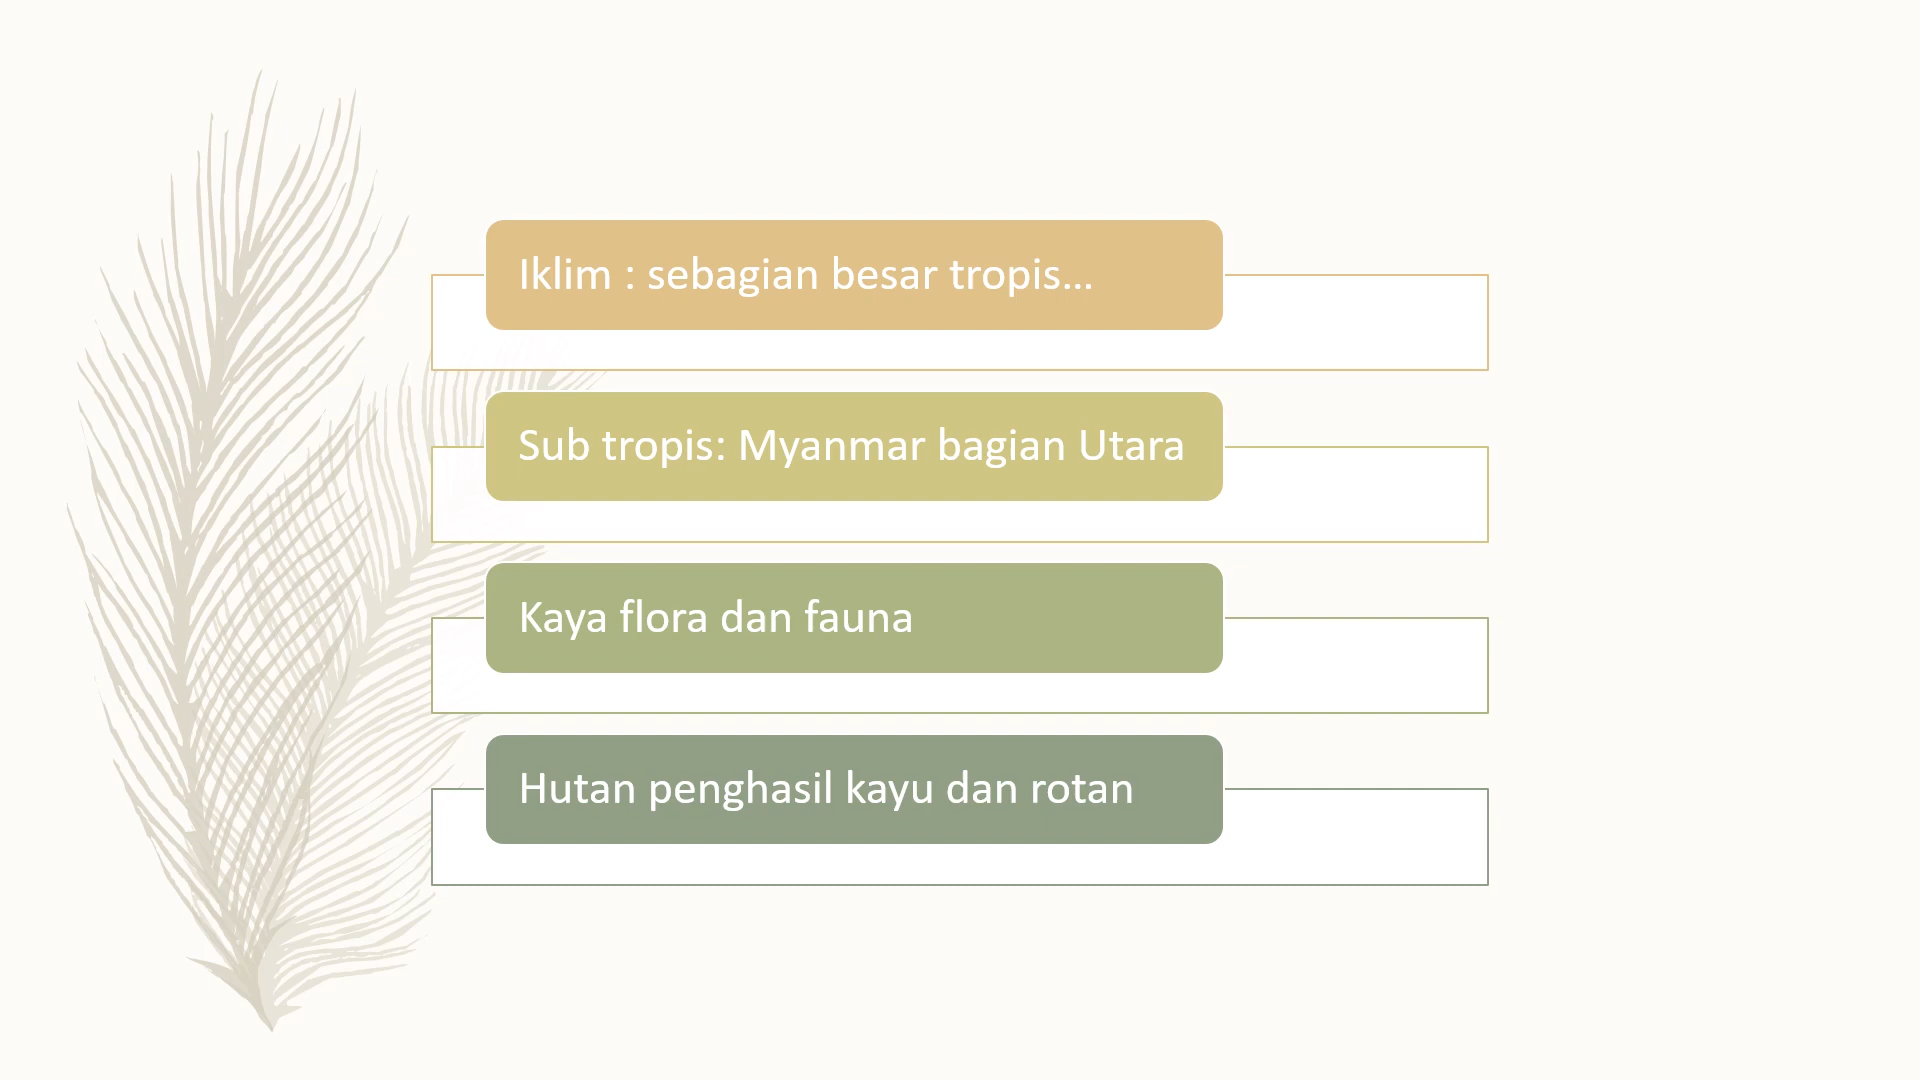 Iklim : sebagian besar tropis...
Sub tropis: Myanmar bagian Utara
Kaya flora dan fauna
Hutan penghasil kayu dan rotan